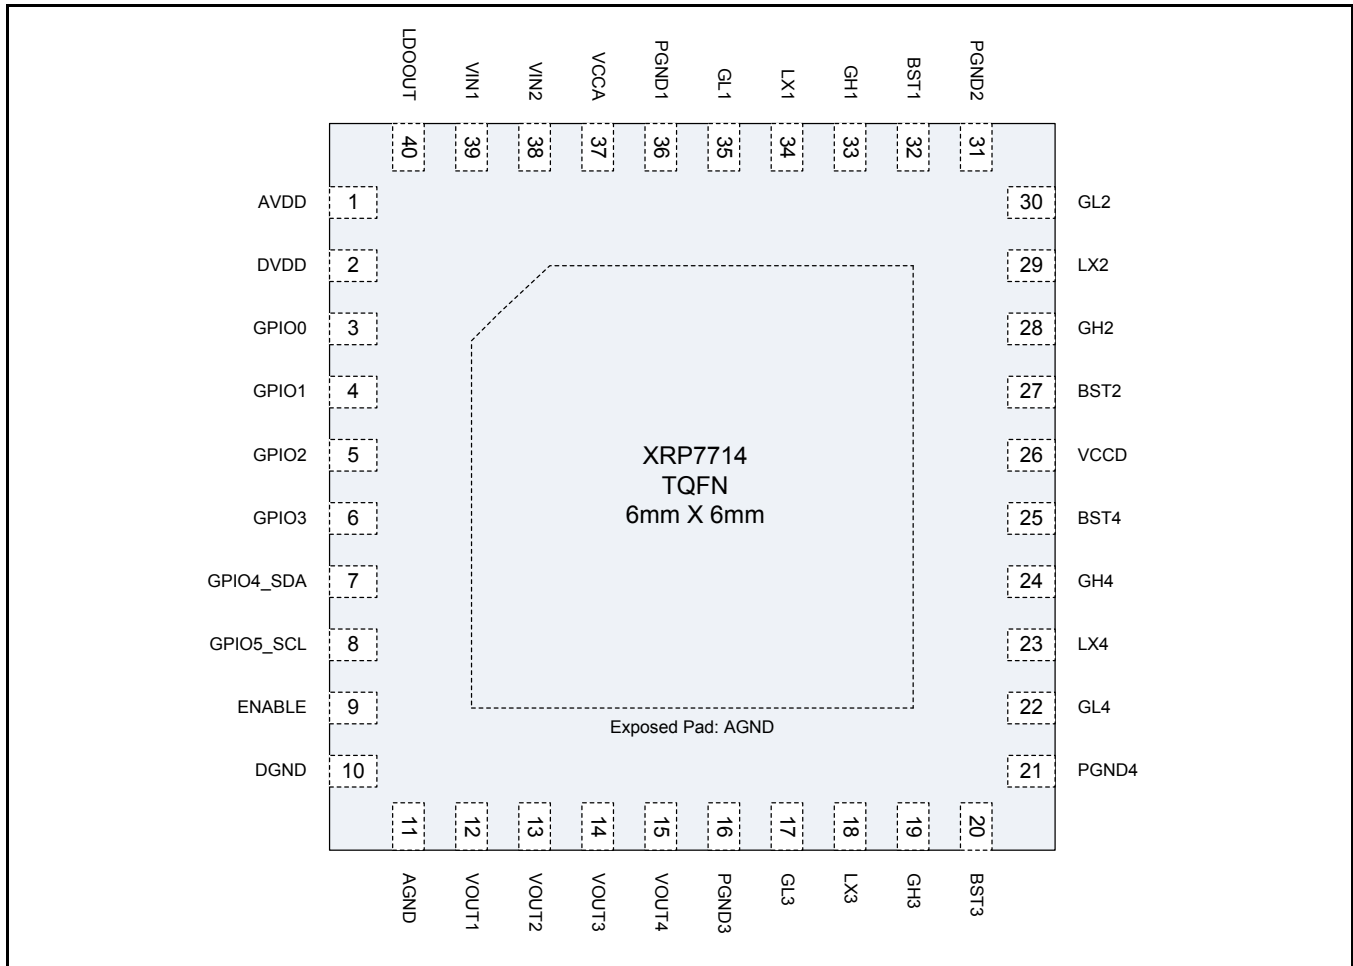 LDOOUT
VIN1
VIN2
VCCA
PGND1
GL1
LX1
GH1
BST1
PGND2
40
39
38
37
36
35
34
33
32
31
AVDD 1
DVDD 2
GPIO0 3
GPIO1 4
GPIO2 5
GPIO3 6
GPIO4_SDA 7
GPIO5_SCL 8
ENABLE 9
DGND 10
30 GL2
29 LX2
28 GH2
27 BST2
26 VCCD
25 BST4
24 GH4
23 LX4
22 GL4
21 PGND4
XRP7714
TQFN
6mm X 6mm
Exposed Pad: AGND
11
12
13
14
15
16
17
18
19
20
AGND
VOUT1
VOUT2
VOUT3
VOUT4
PGND3
GL3
LX3
GH3
BST3